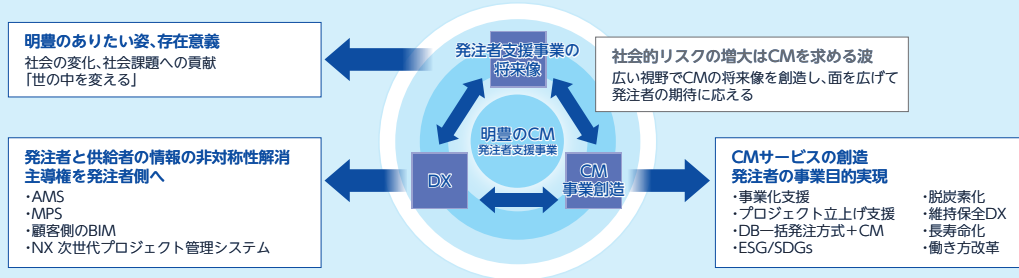 明豊のありたい姿、存在意義
社会の変化、社会課題への貢献
「世の中を変える」
発注者支援事業の
将来像
社会的リスクの増大はCMを求める波
広い視野でCMの将来像を創造し、面を広げて
発注者の期待に応える
明豊のCM
発注者支援事業
DX
CM
事業創造
発注者と供給者の情報の非対称性解消
主導権を発注者側へ
・AMS
・MPS
・顧客側のBIM
・NX 次世代プロジェクト管理システム
CMサービスの創造
発注者の事業目的実現
・事業化支援
・プロジェクト立上げ支援
・DB一括発注方式＋CM
・ESG/SDGs
・脱炭素化
・維持保全DX
・長寿命化
・働き方改革